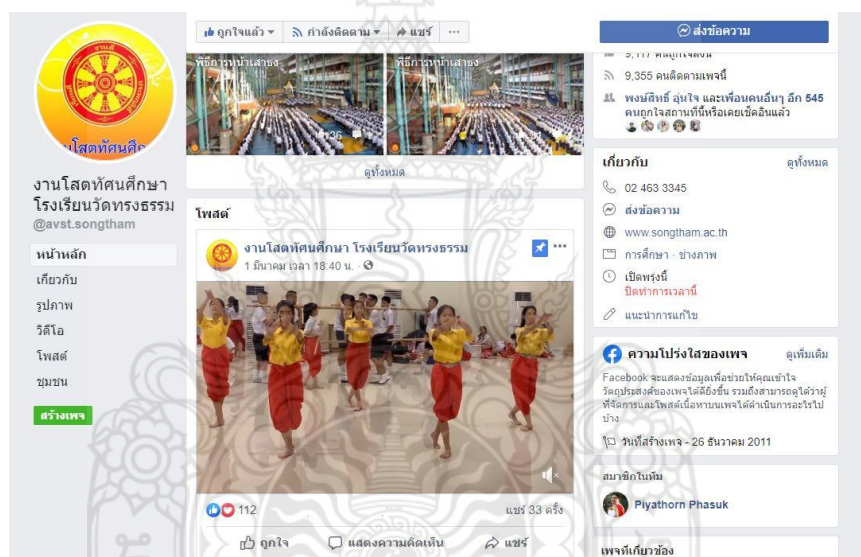 งานโสตทัศนศึกษา
โรงเรียนวัดทรงธรรม
@avst.songtham
หน้าหลัก
เกี่ยวกับ
รูปภาพ
วิดีโอ
โพสต์
ชุมชน
สร้างเพจ
ถูกใจแล้ว
กำลังติดตาม
แชร์
พิธีการหน้าเสาธง
พิธีการหน้าเสาธง
ดูทั้งหมด
โพสต์
งานโสตทัศนศึกษา โรงเรียนวัดทรงธรรม
1 มีนาคม เวลา 18:40 น.
112
แชร์ 33 ครั้ง
ถูกใจ
แสดงความคิดเห็น
แชร์
ส่งข้อความ
9,355 คนติดตามเพจนี้
พงษ์สิทธิ์ อุ่นใจ และเพื่อนคนอื่นๆ อีก 545
คนถูกใจสถานที่นี้หรือเคยเช็คอินแล้ว
เกี่ยวกับ
ดูทั้งหมด
02 463 3345
ส่งข้อความ
www.songtham.ac.th
การศึกษา · ช่างภาพ
เปิดพรุ่งนี้
ปิดทำการเวลานี้
แนะนำการแก้ไข
ความโปร่งใสของเพจ
ดูเพิ่มเติม
Facebook จะแสดงข้อมูลเพื่อช่วยให้คุณเข้าใจ
วัตถุประสงค์ของเพจได้ดียิ่งขึ้น รวมถึงสามารถดูได้ว่าผู้
ที่จัดการและโพสต์เนื้อหาบนเพจได้ดำเนินการอะไรไป
บ้าง
วันที่สร้างเพจ - 26 ธันวาคม 2011
สมาชิกในทีม
Piyathorn Phasuk
เพจที่เกี่ยวข้อง